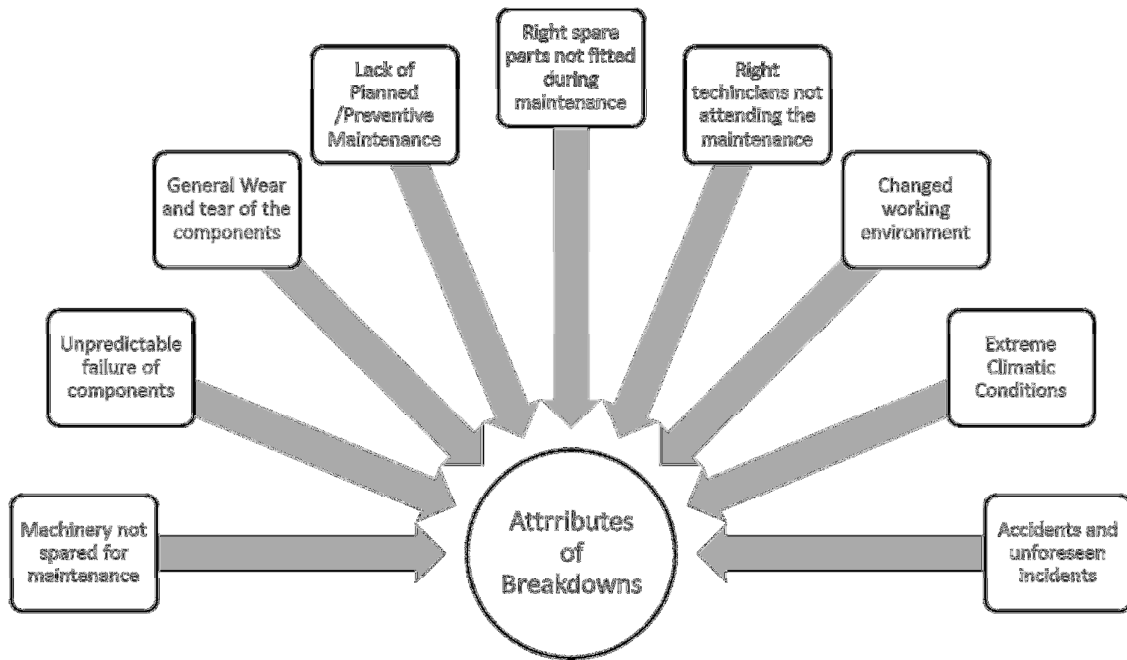 Right spare
parts not fitted
during
maintenance
Lack of
Planned
/Preventive
Maintenance
Right
techincians not
attending the
maintenance
General Wear
and tear of the
components
Changed
working
environment
Unpredictable
failure of
components
Extreme
Climatic
Conditions
Machinery not
spared for
maintenance
Attrributes
of
Breakdowns
Accidents and
unforeseen
incidents